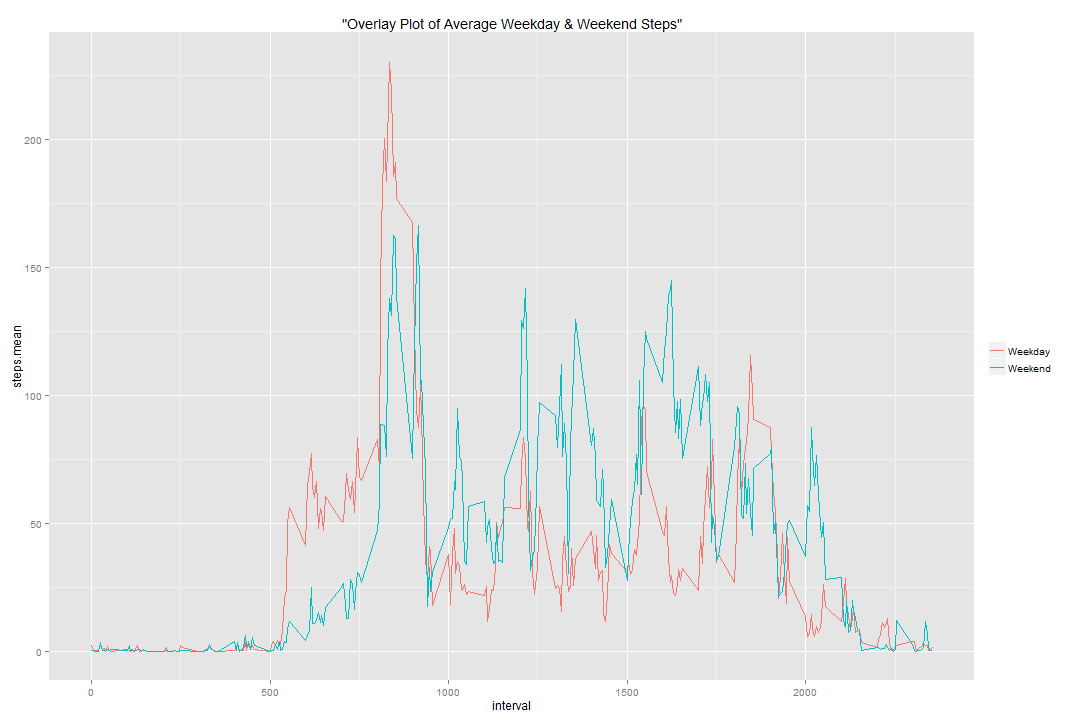 "Overlay Plot of Average Weekday & Weekend Steps"
200
150
100
50
0
steps.mean
0
500
1000
1500
2000
interval
Weekday
Weekend